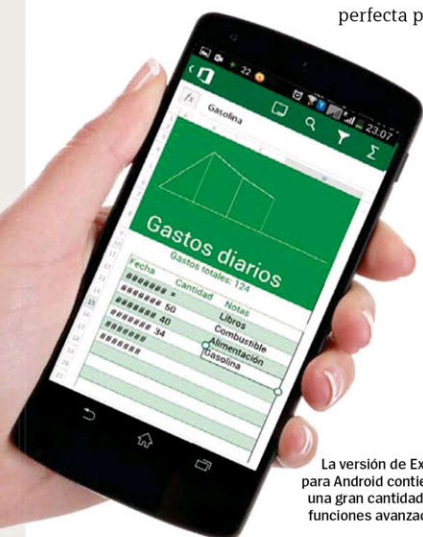 perfecta p
22
23:07
fx Gasolina
Gastos diarios
Gastos totales: 124
Fecha Cantidad Notas
####### =
####### 50 Libros
####### 40 Combustible
####### 34 Alimentación
####### Gasolina
#######
La versión de Ex
para Android contie
una gran cantidad
funciones avanzad